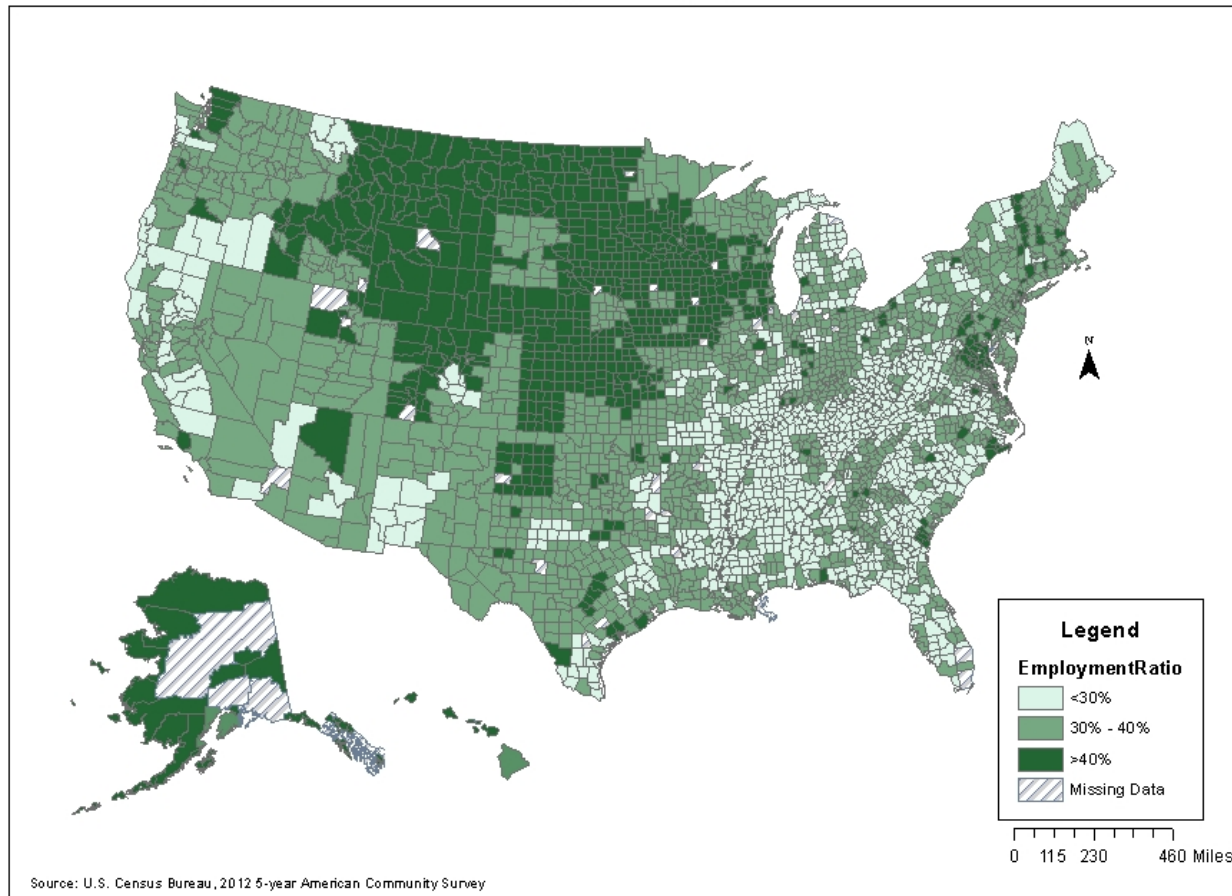 N
Legend
EmploymentRatio
<30%
30% - 40%
>40%
Missing Data
0 115 230 460 Miles
Source: U.S. Census Bureau, 2012 5-year American Community Survey